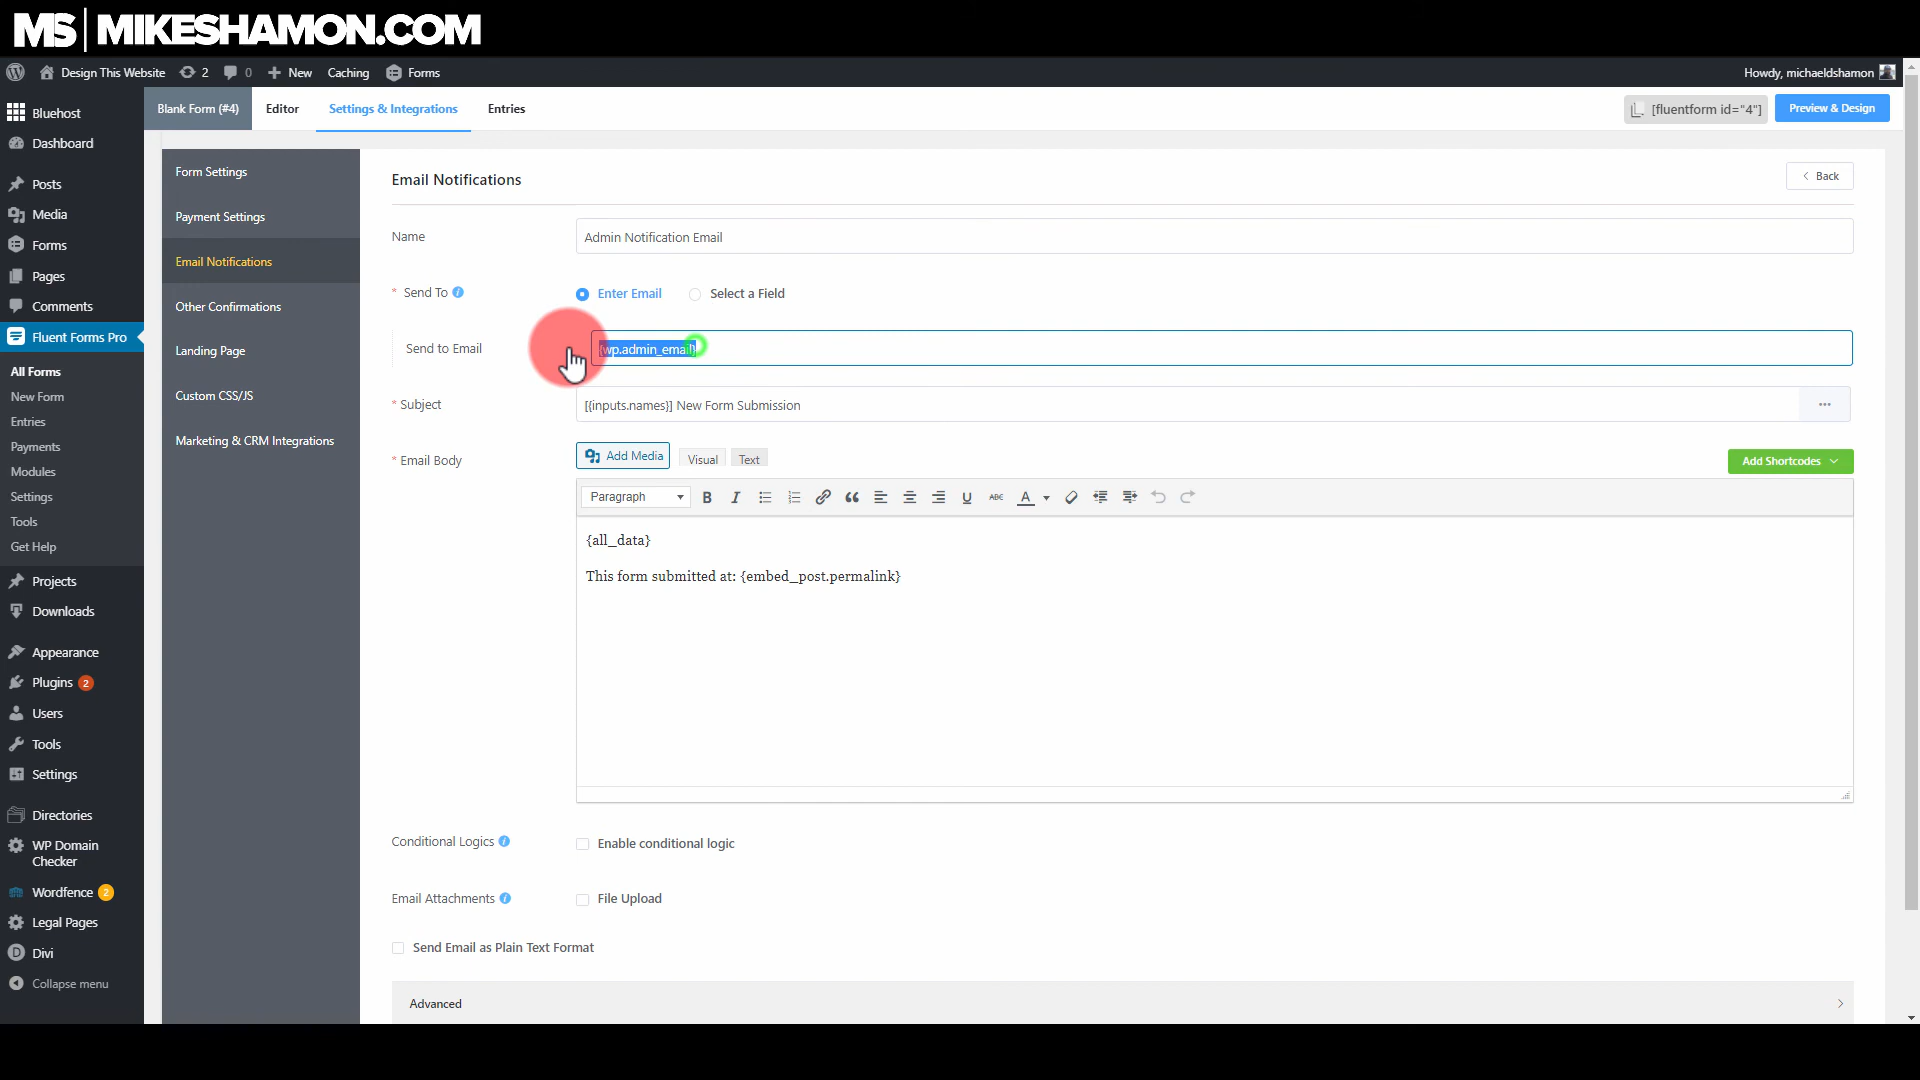 MS | MIKESHAMON.COM
Design This Website 2 0 New Caching Forms
Howdy, michaeldshamon
Bluehost
Dashboard
Posts
Media
Forms
Pages
Comments
Fluent Forms Pro
All Forms
New Form
Entries
Payments
Modules
Settings
Tools
Get Help
Projects
Downloads
Appearance
Plugins 2
Users
Tools
Settings
Directories
WP Domain
Checker
Wordfence 2
Legal Pages
Divi
Collapse menu
Blank Form (#4) Editor Settings & Integrations Entries
[fluentform id="4"] Preview & Design
Form Settings
Payment Settings
Email Notifications
Other Confirmations
Landing Page
Custom CSS/JS
Marketing & CRM Integrations
Email Notifications
< Back
Name
Admin Notification Email
* Send To
Enter Email Select a Field
Send to Email
{wp.admin_email}
* Subject
[{inputs.names}] New Form Submission
* Email Body
Add Media Visual Text
Add Shortcodes
Paragraph B I ABC A
{all_data}
This form submitted at: {embed_post.permalink}
Conditional Logics
Enable conditional logic
Email Attachments
File Upload
Send Email as Plain Text Format
Advanced